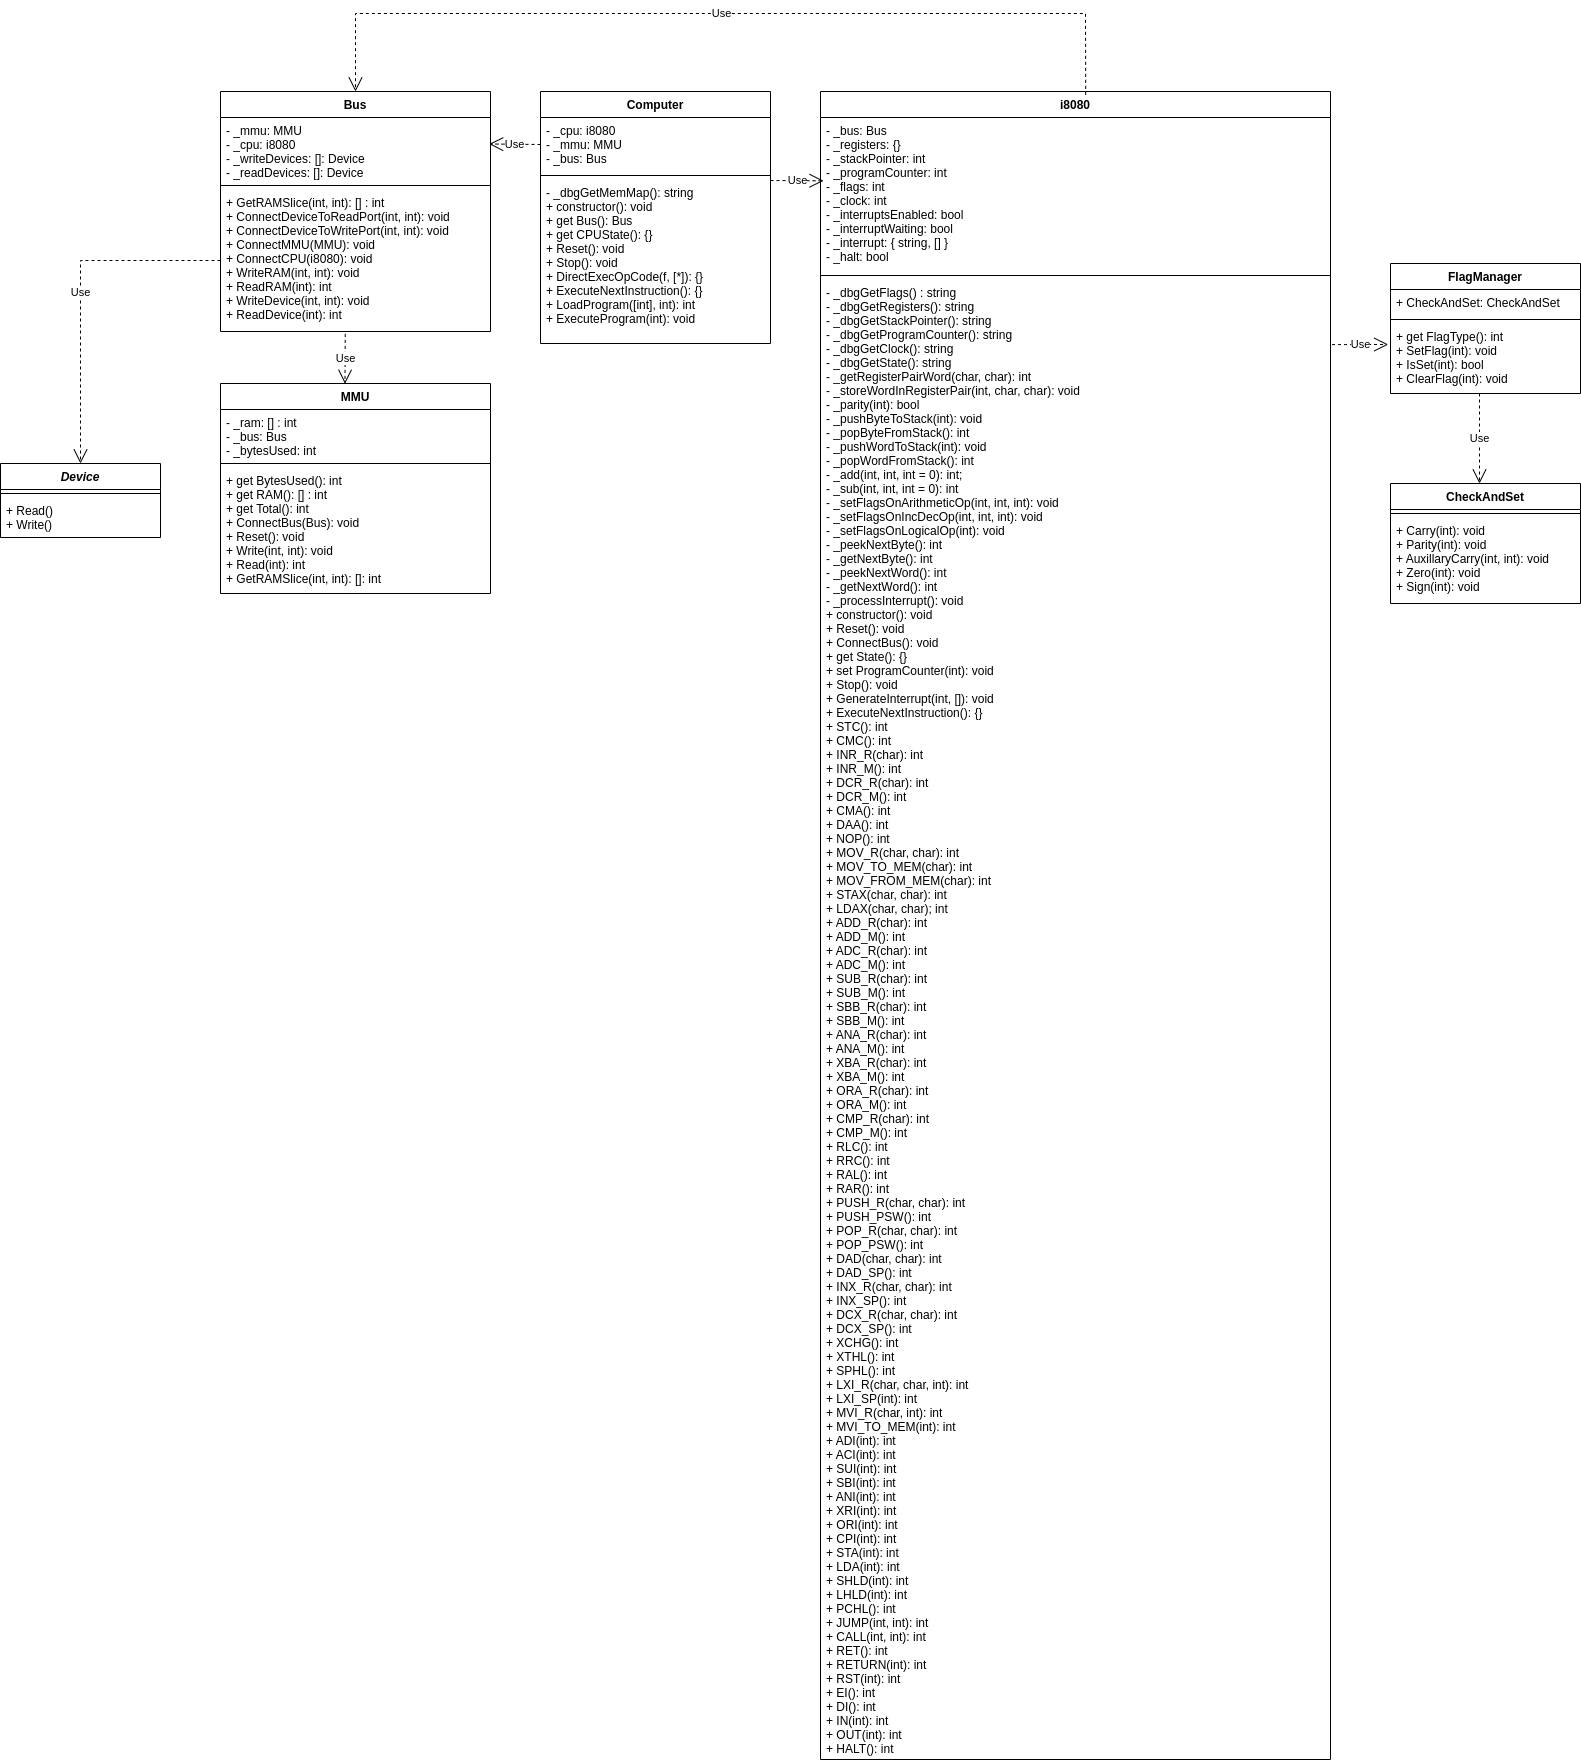 Use
Bus
- _mmu: MMU
- _cpu: i8080
- _writeDevices: []: Device
- _readDevices: []: Device
+ GetRAMSlice(int, int): [] : int
+ ConnectDeviceToReadPort(int, int): void
+ ConnectDeviceToWritePort(int, int): void
+ ConnectMMU(MMU): void
+ ConnectCPU(i8080): void
+ WriteRAM(int, int): void
+ ReadRAM(int): int
+ WriteDevice(int, int): void
+ ReadDevice(int): int
Use
Use
Device
+ Read()
+ Write()
MMU
- _ram: [] : int
- _bus: Bus
- _bytesUsed: int
+ get BytesUsed(): int
+ get RAM(): [] : int
+ get Total(): int
+ ConnectBus(Bus): void
+ Reset(): void
+ Write(int, int): void
+ Read(int): int
+ GetRAMSlice(int, int): []: int
Use
Computer
- _cpu: i8080
- _mmu: MMU
- _bus: Bus
- _dbgGetMemMap(): string
+ constructor(): void
+ get Bus(): Bus
+ get CPUState(): {}
+ Reset(): void
+ Stop(): void
+ DirectExecOpCode(f, [*]): {}
+ ExecuteNextInstruction(): {}
+ LoadProgram([int], int): int
+ ExecuteProgram(int): void
Use
i8080
- _bus: Bus
- _registers: {}
- _stackPointer: int
- _programCounter: int
- _flags: int
- _clock: int
- _interruptsEnabled: bool
- _interruptWaiting: bool
- _interrupt: { string, [] }
- _halt: bool
- _dbgGetFlags() : string
- _dbgGetRegisters(): string
- _dbgGetStackPointer(): string
- _dbgGetProgramCounter(): string
- _dbgGetClock(): string
- _dbgGetState(): string
- _getRegisterPairWord(char, char): int
- _storeWordInRegisterPair(int, char, char): void
- _parity(int): bool
- _pushByteToStack(int): void
- _popByteFromStack(): int
- _pushWordToStack(int): void
- _popWordFromStack(): int
- _add(int, int, int = 0): int;
- _sub(int, int, int = 0): int
- _setFlagsOnArithmeticOp(int, int, int): void
- _setFlagsOnIncDecOp(int, int, int): void
- _setFlagsOnLogicalOp(int): void
- _peekNextByte(): int
- _getNextByte(): int
- _peekNextWord(): int
- _getNextWord(): int
- _processInterrupt(): void
+ constructor(): void
+ Reset(): void
+ ConnectBus(): void
+ get State(): {}
+ set ProgramCounter(int): void
+ Stop(): void
+ GenerateInterrupt(int, []): void
+ ExecuteNextInstruction(): {}
+ STC(): int
+ CMC(): int
+ INR_R(char): int
+ INR_M(): int
+ DCR_R(char): int
+ DCR_M(): int
+ CMA(): int
+ DAA(): int
+ NOP(): int
+ MOV_R(char, char): int
+ MOV_TO_MEM(char): int
+ MOV_FROM_MEM(char): int
+ STAX(char, char): int
+ LDAX(char, char); int
+ ADD_R(char): int
+ ADD_M(): int
+ ADC_R(char): int
+ ADC_M(): int
+ SUB_R(char): int
+ SUB_M(): int
+ SBB_R(char): int
+ SBB_M(): int
+ ANA_R(char): int
+ ANA_M(): int
+ XBA_R(char): int
+ XBA_M(): int
+ ORA_R(char): int
+ ORA_M(): int
+ CMP_R(char): int
+ CMP_M(): int
+ RLC(): int
+ RRC(): int
+ RAL(): int
+ RAR(): int
+ PUSH_R(char, char): int
+ PUSH_PSW(): int
+ POP_R(char, char): int
+ POP_PSW(): int
+ DAD(char, char): int
+ DAD_SP(): int
+ INX_R(char, char): int
+ INX_SP(): int
+ DCX_R(char, char): int
+ DCX_SP(): int
+ XCHG(): int
+ XTHL(): int
+ SPHL(): int
+ LXI_R(char, char, int): int
+ LXI_SP(int): int
+ MVI_R(char, int): int
+ MVI_TO_MEM(int): int
+ ADI(int): int
+ ACI(int): int
+ SUI(int): int
+ SBI(int): int
+ ANI(int): int
+ XRI(int): int
+ ORI(int): int
+ CPI(int): int
+ STA(int): int
+ LDA(int): int
+ SHLD(int): int
+ LHLD(int): int
+ PCHL(): int
+ JUMP(int, int): int
+ CALL(int, int): int
+ RET(): int
+ RETURN(int): int
+ RST(int): int
+ EI(): int
+ DI(): int
+ IN(int): int
+ OUT(int): int
+ HALT(): int
Use
FlagManager
+ CheckAndSet: CheckAndSet
+ get FlagType(): int
+ SetFlag(int): void
+ IsSet(int): bool
+ ClearFlag(int): void
Use
CheckAndSet
+ Carry(int): void
+ Parity(int): void
+ AuxillaryCarry(int, int): void
+ Zero(int): void
+ Sign(int): void